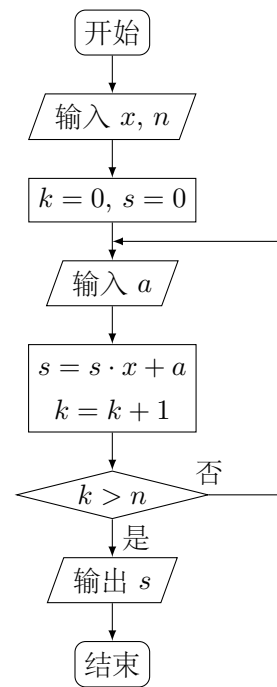 开始
输入 x, n
k = 0, s = 0
输入 a
s = s · x + a
k = k + 1
k > n
否
是
输出 s
结束